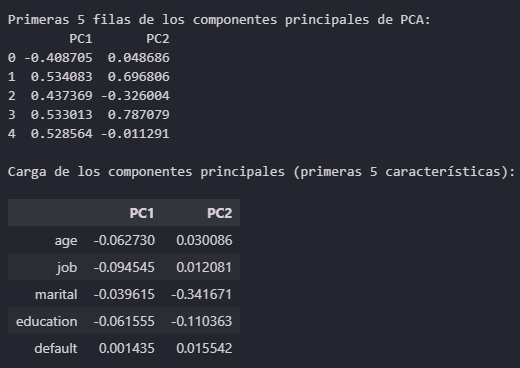 Primeras 5 filas de los componentes principales de PCA:
PC1 PC2
0 -0.408705 0.048686
1 0.534083 0.696806
2 0.437369 -0.326004
3 0.533013 0.787079
4 0.528564 -0.011291
Carga de los componentes principales (primeras 5 características):
PC1 PC2
age -0.062730 0.030086
job -0.094545 0.012081
marital -0.039615 -0.341671
education -0.061555 -0.110363
default 0.001435 0.015542